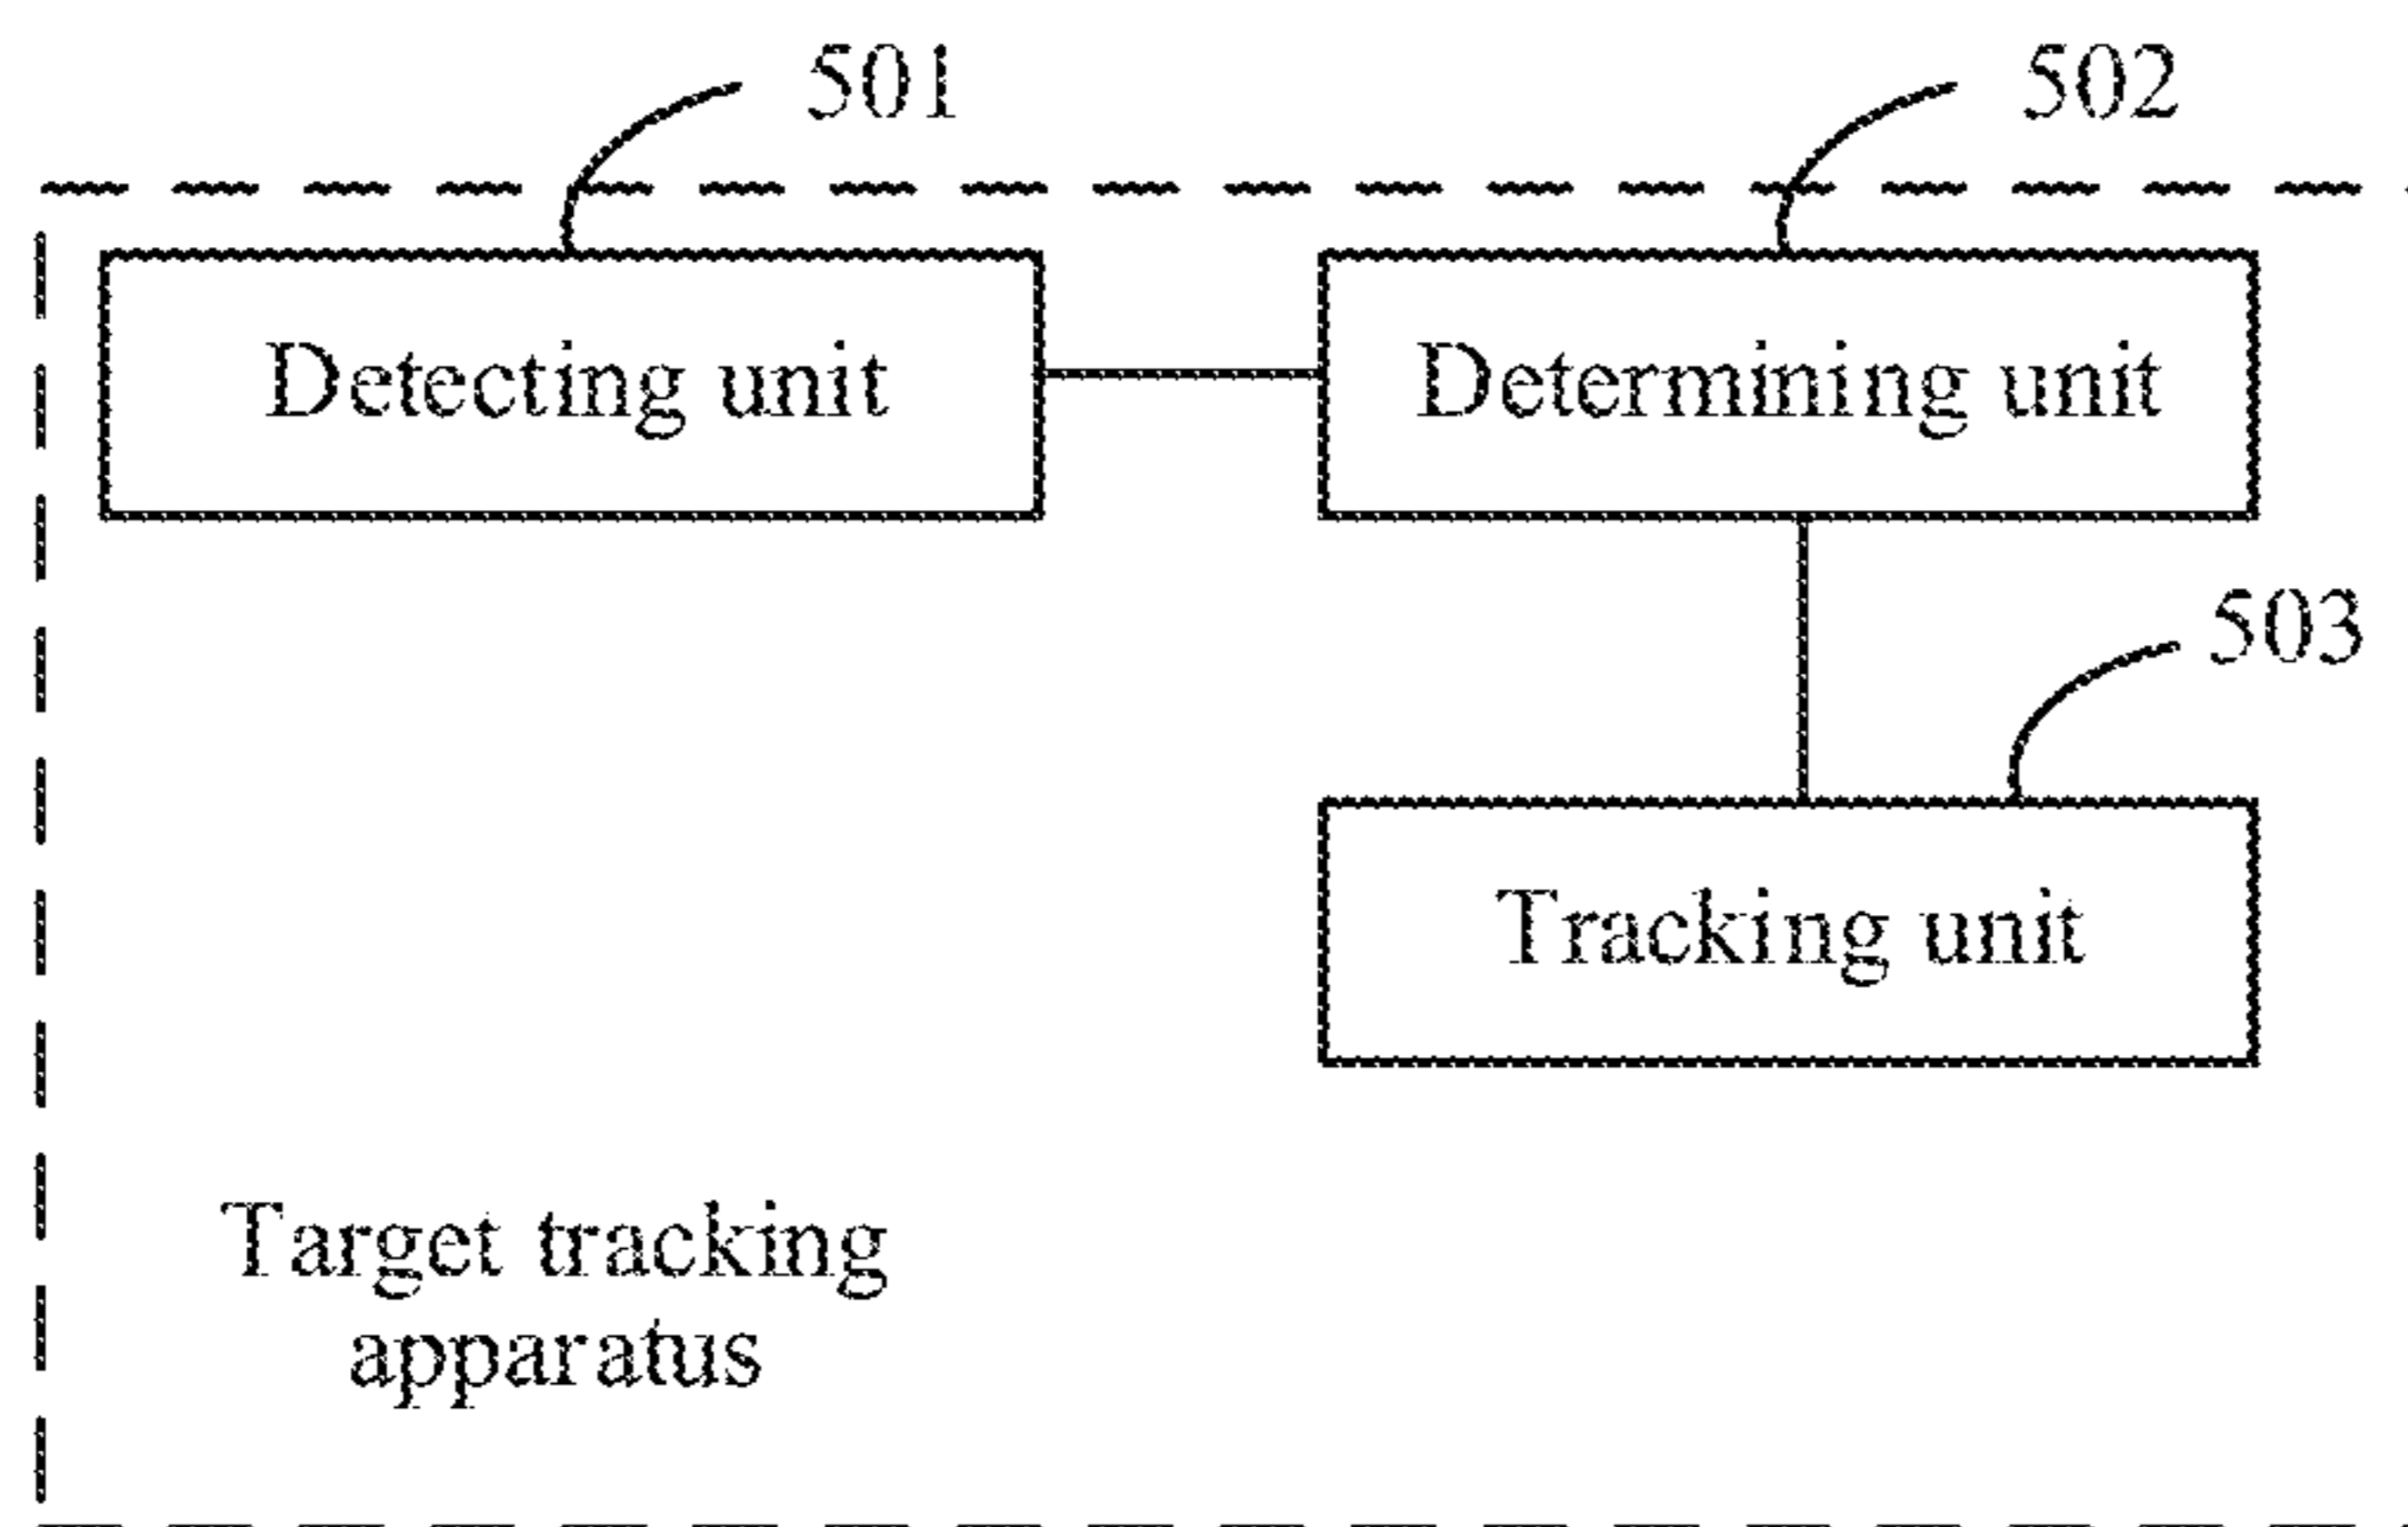 501
502
Detecting unit
Determining unit
503
Tracking unit
Target tracking
apparatus